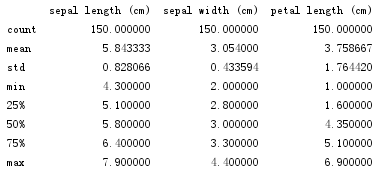 sepal length (cm) sepal width (cm) petal length (cm)
count 150.000000 150.000000 150.000000
mean 5.843333 3.054000 3.758667
std 0.828066 0.433594 1.764420
min 4.300000 2.000000 1.000000
25% 5.100000 2.800000 1.600000
50% 5.800000 3.000000 4.350000
75% 6.400000 3.300000 5.100000
max 7.900000 4.400000 6.900000